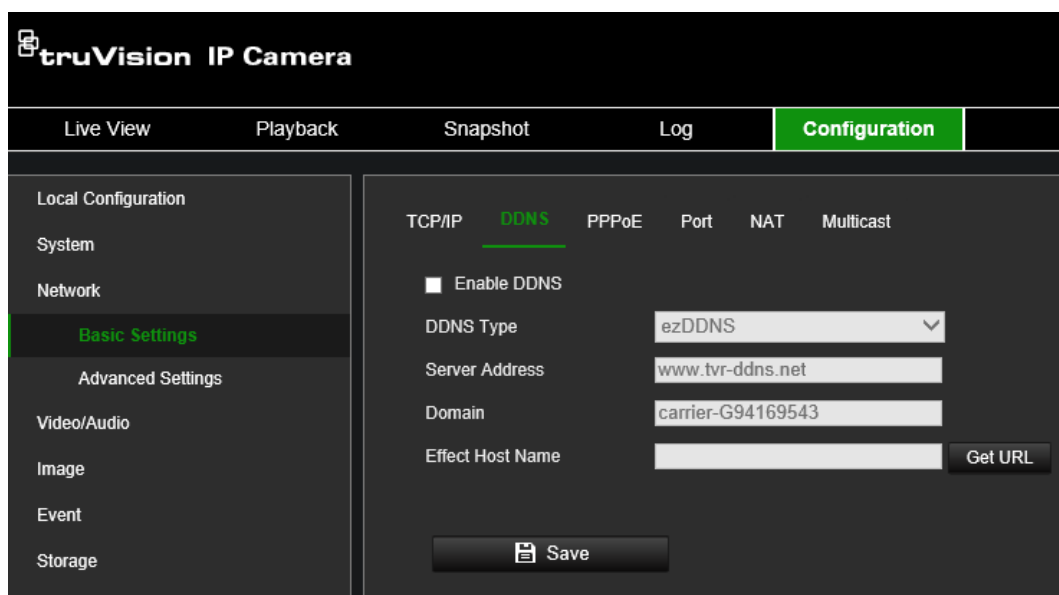 truVision IP Camera
Live View Playback Snapshot Log Configuration
Local Configuration
System
Network
Basic Settings
Advanced Settings
Video/Audio
Image
Event
Storage
TCP/IP DDNS PPPoE Port NAT Multicast
Enable DDNS
DDNS Type ezDDNS
Server Address www.tvr-ddns.net
Domain carrier-G94169543
Effect Host Name Get URL
Save